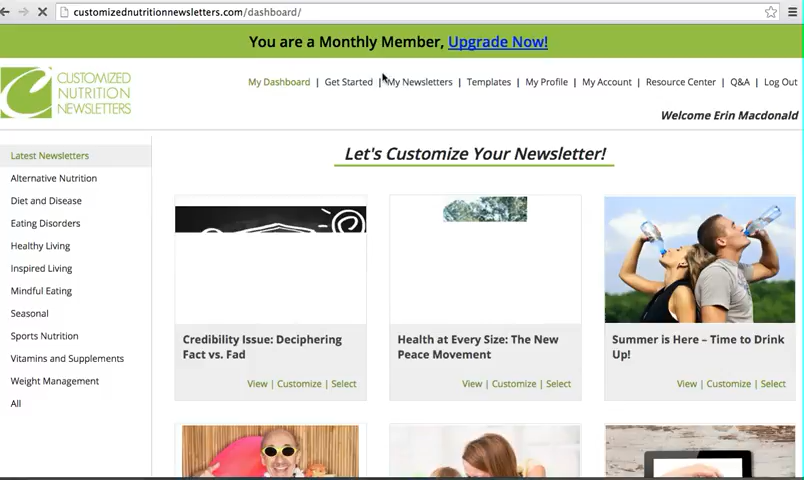 customizednutritionnewsletters.com/dashboard/
You are a Monthly Member, Upgrade Now!
CUSTOMIZED
NUTRITION
NEWSLETTERS
My Dashboard | Get Started | My Newsletters | Templates | My Profile | My Account | Resource Center | Q&A | Log Out
Welcome Erin Macdonald
Let's Customize Your Newsletter!
Latest Newsletters
Alternative Nutrition
Diet and Disease
Eating Disorders
Healthy Living
Inspired Living
Mindful Eating
Seasonal
Sports Nutrition
Vitamins and Supplements
Weight Management
All
Credibility Issue: Deciphering
Fact vs. Fad
View | Customize | Select
Health at Every Size: The New
Peace Movement
View | Customize | Select
Summer is Here – Time to Drink
Up!
View | Customize | Select